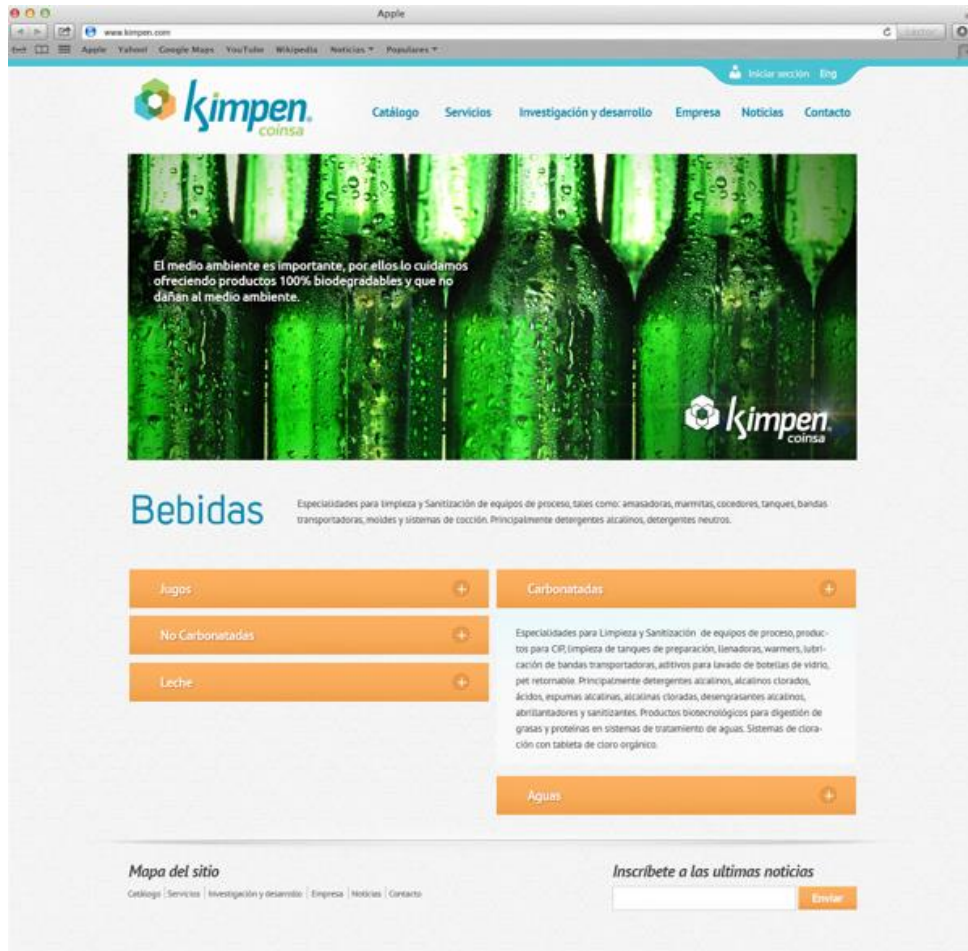 Apple
www.kimpen.com
Apple Yahoo! Google Maps YouTube Wikipedia Noticias Populares
Iniciar sección Eng
kimpen.
coinsa
Catálogo Servicios Investigación y desarrollo Empresa Noticias Contacto
El medio ambiente es importante, por ellos lo cuidamos
ofreciendo productos 100% biodegradables y que no
dañan al medio ambiente.
kimpen.
coinsa
Bebidas
Especialidades para limpieza y Sanitización de equipos de proceso, tales como: amasadoras, marmitas, cocedores, tanques, bandas
transportadoras, moldes y sistemas de cocción. Principalmente detergentes alcalinos, detergentes neutros.
Jugos
No Carbonatadas
Leche
Carbonatadas
Especialidades para Limpieza y Sanitización de equipos de proceso, produc-
tos para CIP, limpieza de tanques de preparación, llenadoras, warmers, lubri-
cación de bandas transportadoras, aditivos para lavado de botellas de vidrio,
pet retornable. Principalmente detergentes alcalinos, alcalinos clorados,
ácidos, espumas alcalinas, alcalinas cloradas, desengrasantes alcalinos,
abrillantadores y sanitizantes. Productos biotecnológicos para digestión de
grasas y proteínas en sistemas de tratamiento de aguas. Sistemas de clora-
ción con tableta de cloro orgánico.
Aguas
Mapa del sitio
Catálogo Servicios Investigación y desarrollo Empresa Noticias Contacto
Inscríbete a las ultimas noticias
Enviar